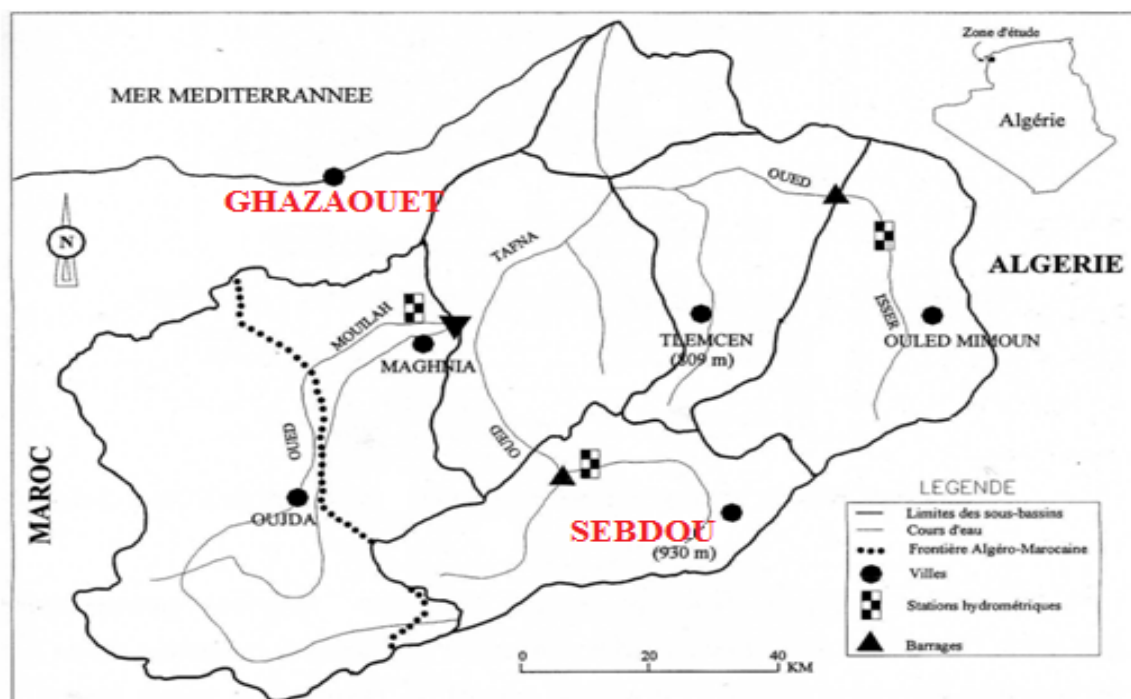 Zone d'étude
Algérie
MER MEDITERRANNEE
GHAZAOUET
N
OUED
TAFNA
ISSER
ALGERIE
MOUILAH
OUED
MAGHNIA
TLEMCEN
(809 m)
OULED MIMOUN
OUED
MAROC
OUJDA
SEBDOU
(930 m)
LEGENDE
Limites des sous-bassins
Cours d'eau
Frontière Algéro-Marocaine
Villes
Stations hydrométriques
Barrages
0 20 40
KM